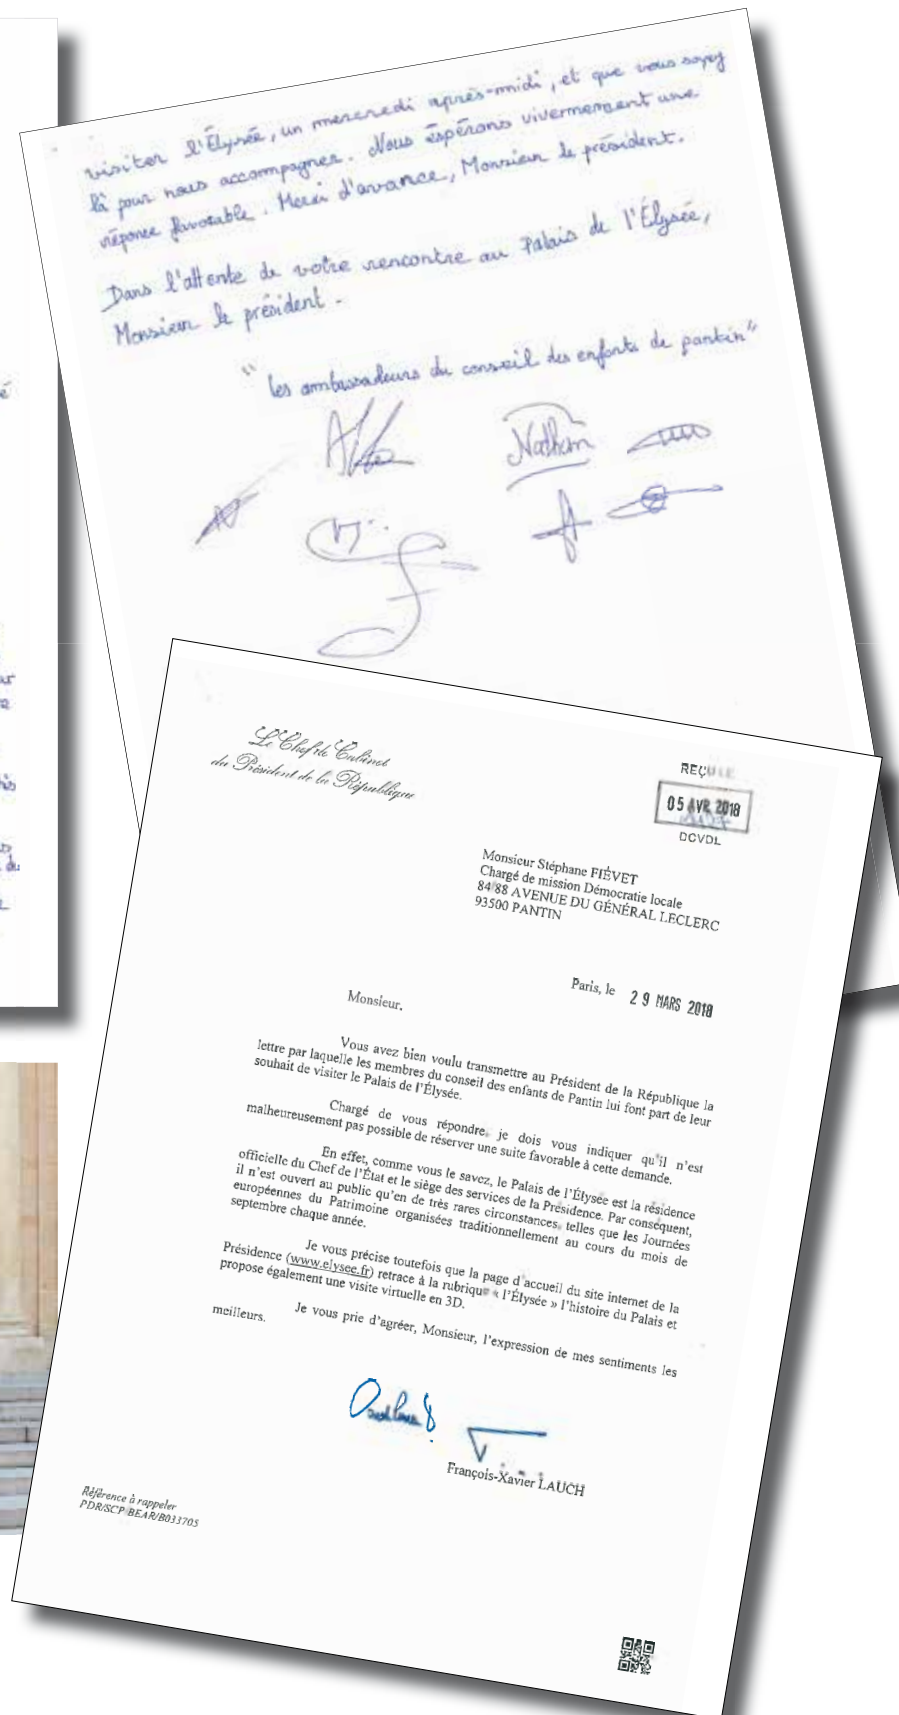 visiter l'Élysée, un mercredi après-midi, et que vous soyez
là pour nous accompagner. Nous éspérons vivermement une
réponse favorable. Merci d'avance, Monsieur le président.
Dans l'attente de votre rencontre au Palais de l'Élysée,
Monsieur le président.
"les ambassadeurs du conseil des enfants de pantin"
Nathan
Le Chef de Cabinet
du Président de la République
REÇU LE
05 AVR. 2018
DCVDL
Monsieur Stéphane FIÉVET
Chargé de mission Démocratie locale
84/88 AVENUE DU GÉNÉRAL LECLERC
93500 PANTIN
Paris, le 29 MARS 2018
Monsieur,
Vous avez bien voulu transmettre au Président de la République la
lettre par laquelle les membres du conseil des enfants de Pantin lui font part de leur
souhait de visiter le Palais de l'Élysée.
Chargé de vous répondre, je dois vous indiquer qu'il n'est
malheureusement pas possible de réserver une suite favorable à cette demande.
En effet, comme vous le savez, le Palais de l'Élysée est la résidence
officielle du Chef de l'État et le siège des services de la Présidence. Par conséquent,
il n'est ouvert au public qu'en de très rares circonstances, telles que les Journées
européennes du Patrimoine organisées traditionnellement au cours du mois de
septembre chaque année.
Je vous précise toutefois que la page d'accueil du site internet de la
Présidence (www.elysee.fr) retrace à la rubrique « l'Élysée » l'histoire du Palais et
propose également une visite virtuelle en 3D.
Je vous prie d'agréer, Monsieur, l'expression de mes sentiments les
meilleurs.
François-Xavier LAUCH
Référence à rappeler
PDR/SCP/BEAR/B033705